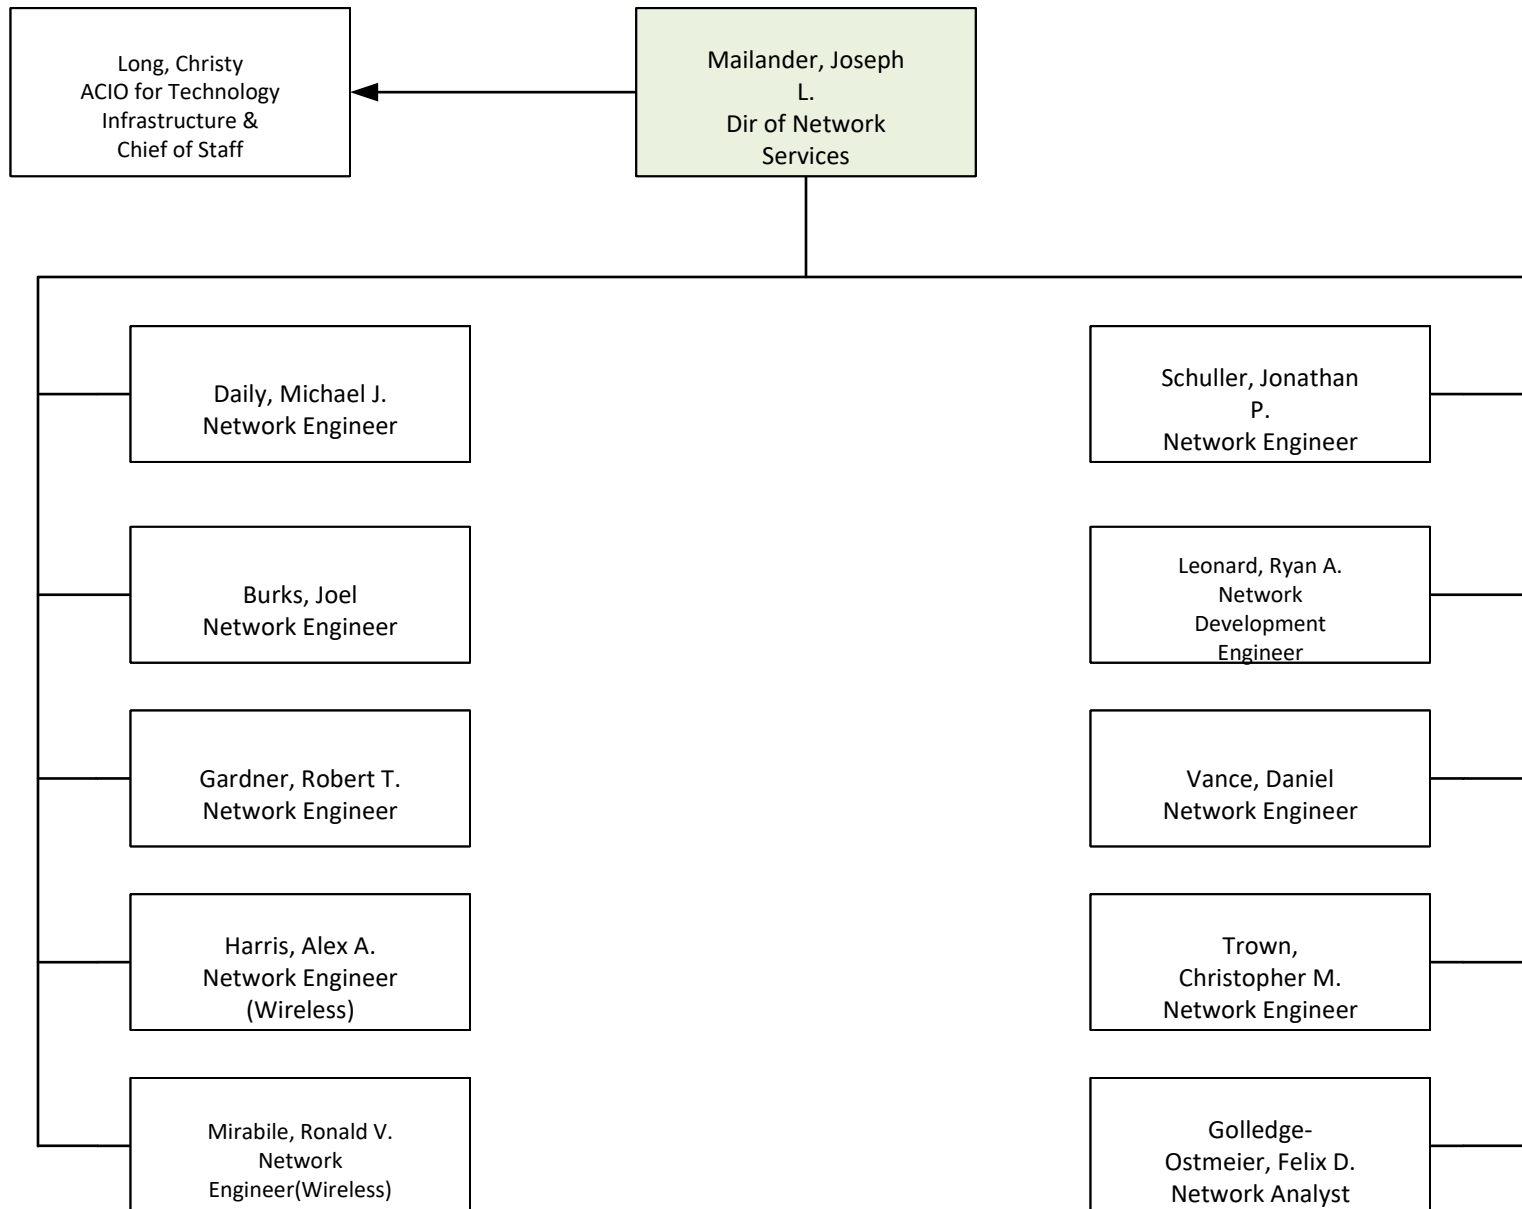 Long, Christy
ACIO for Technology
Infrastructure &
Chief of Staff
Mailander, Joseph
L.
Dir of Network
Services
Daily, Michael J.
Network Engineer
Schuller, Jonathan
P.
Network Engineer
Burks, Joel
Network Engineer
Leonard, Ryan A.
Network
Development
Engineer
Gardner, Robert T.
Network Engineer
Vance, Daniel
Network Engineer
Harris, Alex A.
Network Engineer
(Wireless)
Trown,
Christopher M.
Network Engineer
Mirabile, Ronald V.
Network
Engineer(Wireless)
Golledge-
Ostmeier, Felix D.
Network Analyst